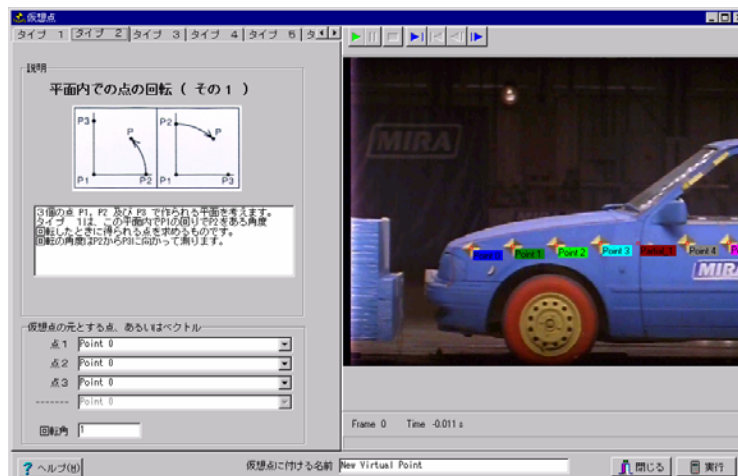 仮想点
タイプ 1 タイプ 2 タイプ 3 タイプ 4 タイプ 5 タ
説明
平面内での点の回転 ( その1 )
P3 P P1 P2
P2 P P1 P3
3個の点 P1, P2 及び P3 で作られる平面を考えます。
タイプ 1は、この平面内でP1の回りでP2をある角度
回転したときに得られる点を求めるものです。
回転の角度はP2からP3に向かって測ります。
仮想点の元とする点、あるいはベクトル
点1 Point 0
点2 Point 0
点3 Point 0
------- Point 0
回転角 1
MIRA
Point 0 Point 1 Point 2 Point 3 Point 4
MIR
Frame 0 Time -0.011 s
? ヘルプ(H) 仮想点に付ける名前 New Virtual Point 閉じる 実行